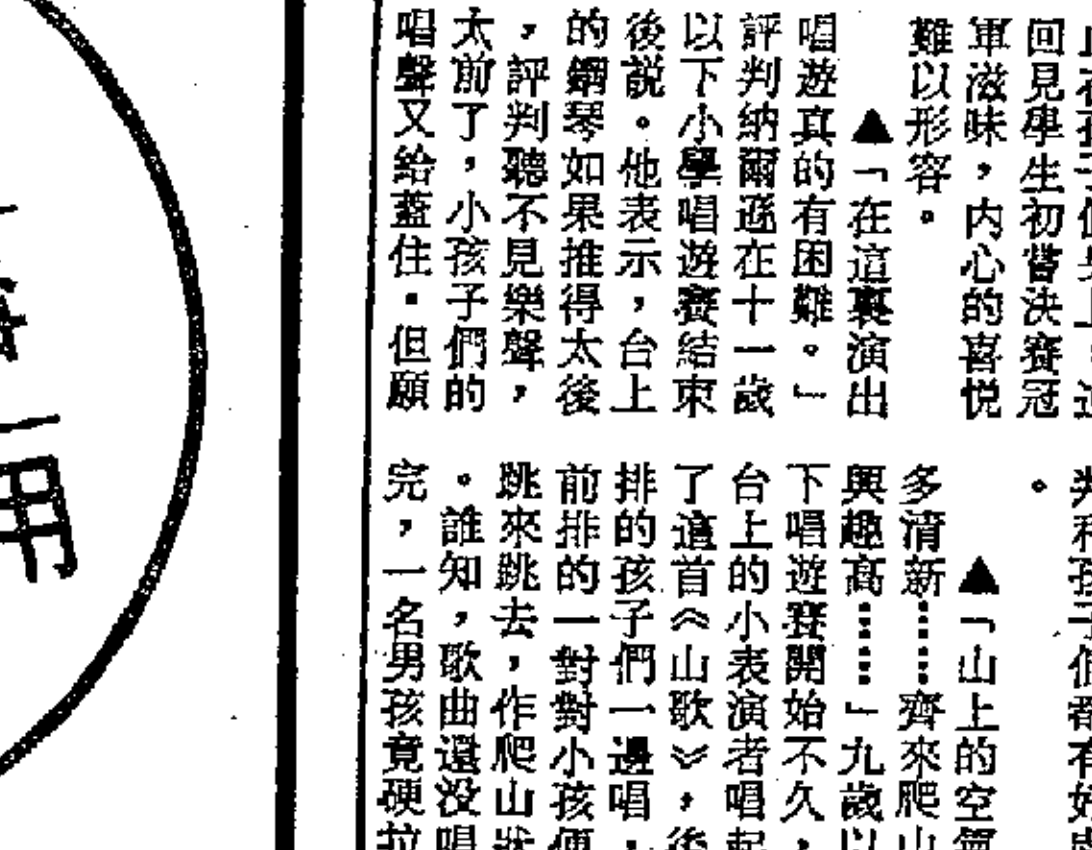 回見學生初嘗決賽冠
軍滋味，內心的喜悅
難以形容。
▲「在這裏演出
唱遊真的有困難。」
評判納爾遜在十一歲
以下小學唱遊賽結束
後説。他表示，台上
的鋼琴如果推得太後
，評判聽不見樂聲，
太前了，小孩子們的
唱聲又給蓋住。但願
。
▲「山上的空氣
多清新……齊來爬山
興趣高……」九歲以
下唱遊賽開始不久，
台上的小表演者唱起
了這首《山歌》，後
排的孩子們一邊唱，
前排的一對對小孩便
跳來跳去，作爬山狀
。誰知，歌曲還没唱
完，一名男孩竟硬拉
用